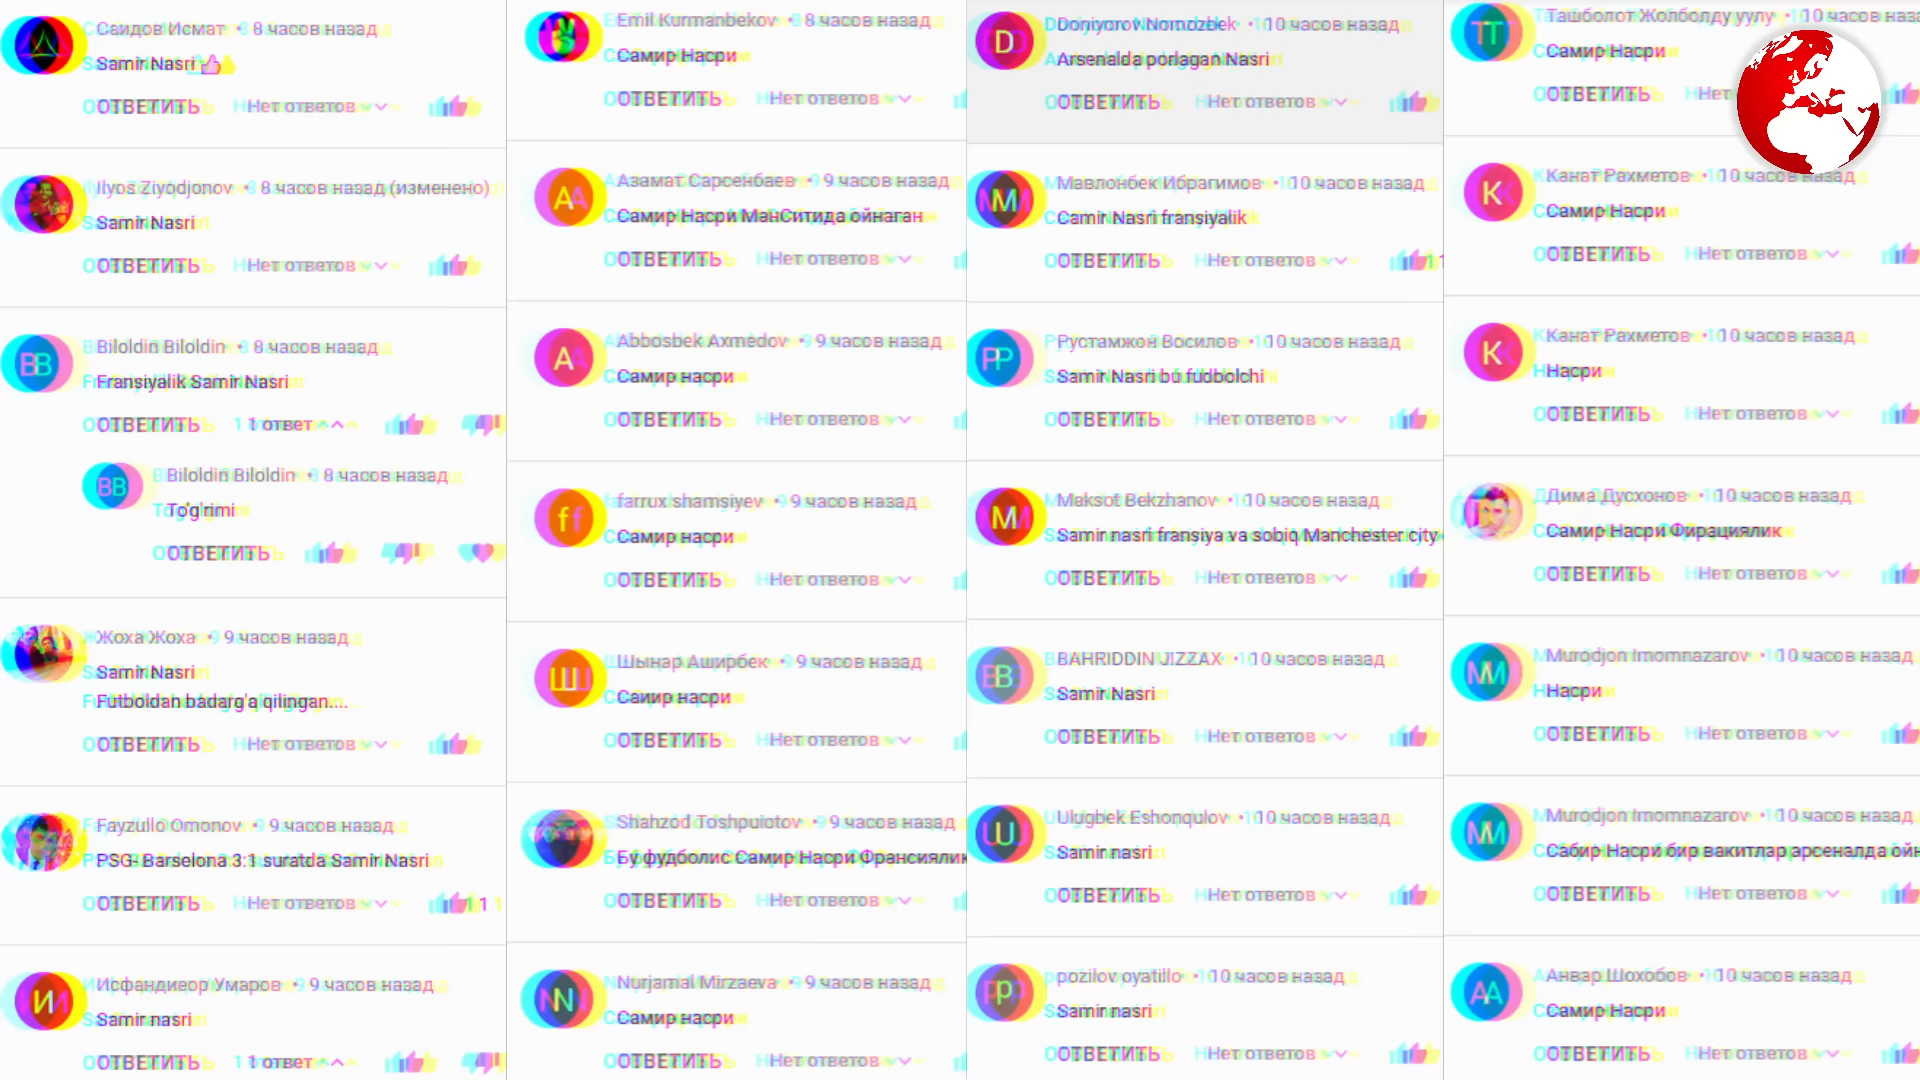 Саидов Исмат • 8 часов назад
Samir Nasri
ОТВЕТИТЬ Нет ответов
Ilyos Ziyodjonov • 8 часов назад (изменено)
Samir Nasri
ОТВЕТИТЬ Нет ответов
BB Biloldin Biloldin • 8 часов назад
Fransiyalik Samir Nasri
ОТВЕТИТЬ 1 ответ
BB Biloldin Biloldin • 8 часов назад
To'g'rimi
ОТВЕТИТЬ
Жоха Жоха • 9 часов назад
Samir Nasri
Futboldan badarg'a qilingan....
ОТВЕТИТЬ Нет ответов
Fayzullo Omonov • 9 часов назад
PSG-Barselona 3:1 suratda Samir Nasri
ОТВЕТИТЬ Нет ответов 1
И Исфандиеор Умаров • 9 часов назад
Samir nasri
ОТВЕТИТЬ 1 ответ
Emil Kurmanbekov • 8 часов назад
Самир Насри
ОТВЕТИТЬ Нет ответов
А Азамат Сарсенбаев • 9 часов назад
Самир Насри МанСитида ойнаган
ОТВЕТИТЬ Нет ответов
A Abbosbek Axmedov • 9 часов назад
Самир насри
ОТВЕТИТЬ Нет ответов
f farrux shamsiyev • 9 часов назад
Самир насри
ОТВЕТИТЬ Нет ответов
Ш Шынар Аширбек • 9 часов назад
Саиир насри
ОТВЕТИТЬ Нет ответов
Shahzod Toshpulotov • 9 часов назад
Бу фудболис Самир Насри Франсиялик
ОТВЕТИТЬ Нет ответов
N Nurjamal Mirzaeva • 9 часов назад
Самир насри
ОТВЕТИТЬ Нет ответов
D Doniyorov Nomozbek • 10 часов назад
Arsenalda porlagan Nasri
ОТВЕТИТЬ Нет ответов
М Мавлонбек Ибрагимов • 10 часов назад
Camir Nasri fransiyalik
ОТВЕТИТЬ Нет ответов 1
Р Рустамжон Восилов • 10 часов назад
Samir Nasri bu fudbolchi
ОТВЕТИТЬ Нет ответов
M Maksot Bekzhanov • 10 часов назад
Samir nasri fransiya va sobiq Manchester city
ОТВЕТИТЬ Нет ответов
B BAHRIDDIN JIZZAX • 10 часов назад
Samir Nasri
ОТВЕТИТЬ Нет ответов
U Ulugbek Eshonqulov • 10 часов назад
Samir nasri
ОТВЕТИТЬ Нет ответов
p pozilov oyatillo • 10 часов назад
Samir nasri
ОТВЕТИТЬ Нет ответов
Т Ташболот Жолболду уулу • 10 часов наза
Самир Насри
ОТВЕТИТЬ Нет
К Канат Рахметов • 10 часов назад
Самир Насри
ОТВЕТИТЬ Нет ответов
К Канат Рахметов • 10 часов назад
Насри
ОТВЕТИТЬ Нет ответов
Дима Дусхонов • 10 часов назад
Самир Насри Фирациялик
ОТВЕТИТЬ Нет ответов
M Murodjon Imomnazarov • 10 часов назад
Насри
ОТВЕТИТЬ Нет ответов
M Murodjon Imomnazarov • 10 часов назад
Сабир Насри бир вакитлар арсеналда ойн
ОТВЕТИТЬ Нет ответов
А Анвар Шохобов • 10 часов назад
Самир Насри
ОТВЕТИТЬ Нет ответов